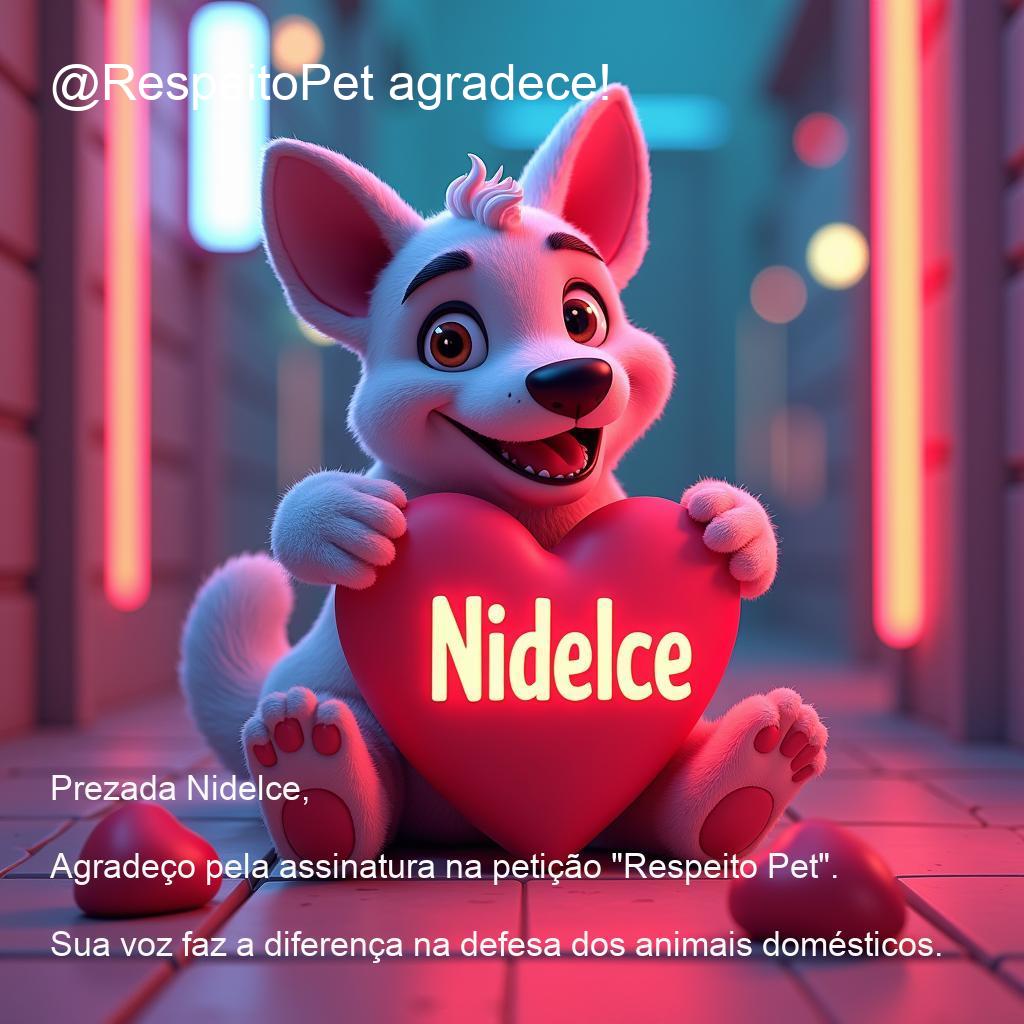 @RespeitoPet agradece!
Nidelce
Prezada Nidelce,
Agradeço pela assinatura na petição "Respeito Pet".
Sua voz faz a diferença na defesa dos animais domésticos.